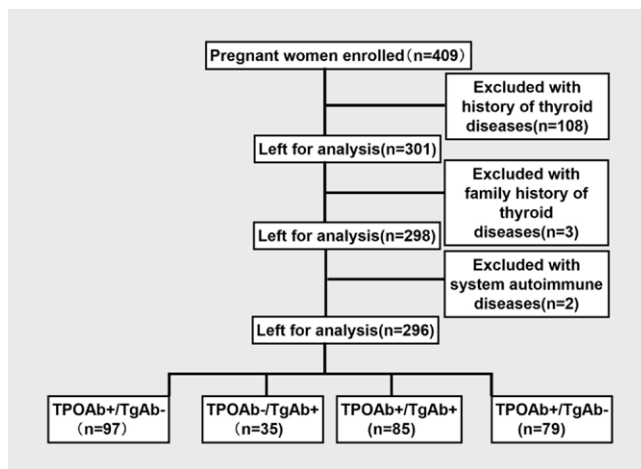 Pregnant women enrolled（n=409)
Excluded with
history of thyroid
diseases(n=108)
Left for analysis(n=301)
Excluded with
family history of
thyroid
diseases(n=3)
Left for analysis(n=298)
Excluded with
system autoimmune
diseases(n=2)
Left for analysis(n=296)
TPOAb+/TgAb-
（n=97）
TPOAb-/TgAb+
（n=35)
TPOAb+/TgAb+
(n=85)
TPOAb+/TgAb-
(n=79)